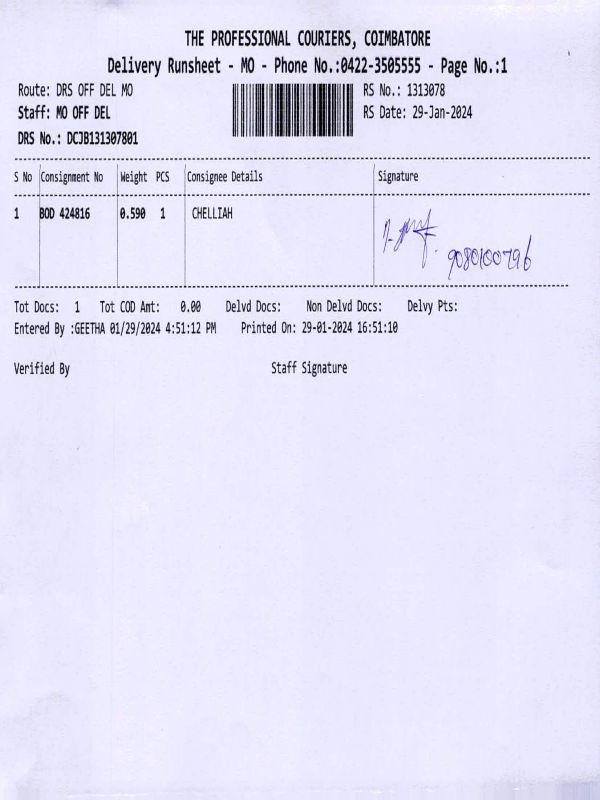 THE PROFESSIONAL COURIERS, COIMBATORE
Delivery Runsheet - MO - Phone No.:0422-3505555 - Page No.:1
Route: DRS OFF DEL MO RS No.: 1313078
Staff: MO OFF DEL RS Date: 29-Jan-2024
DRS No.: DCJB131307801
S No Consignment No Weight PCS Consignee Details Signature
1 BOD 424816 0.590 1 CHELLIAH
9080100796
Tot Docs: 1 Tot COD Amt: 0.00 Delvd Docs: Non Delvd Docs: Delvy Pts:
Entered By :GEETHA 01/29/2024 4:51:12 PM Printed On: 29-01-2024 16:51:10
Verified By Staff Signature